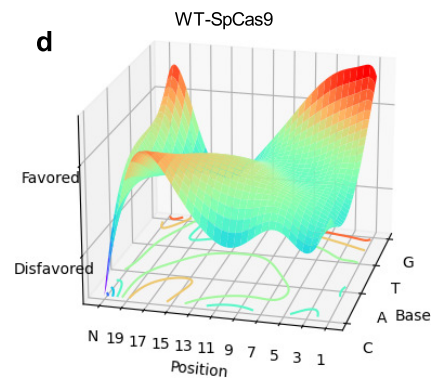 WT-SpCas9
d
Favored
Disfavored
N 19 17 15 13 11 9 7 5 3 1
Position
G
T
A
C
Base